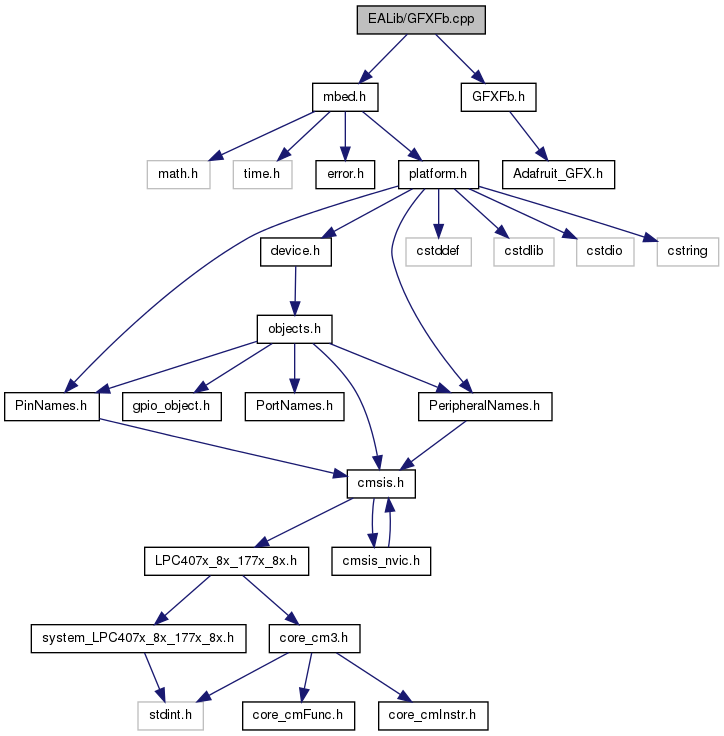 EALib/GFXFb.cpp
mbed.h
GFXFb.h
math.h
time.h
error.h
platform.h
Adafruit_GFX.h
device.h
cstddef
cstdlib
cstdio
cstring
objects.h
PinNames.h
gpio_object.h
PortNames.h
PeripheralNames.h
cmsis.h
LPC407x_8x_177x_8x.h
cmsis_nvic.h
system_LPC407x_8x_177x_8x.h
core_cm3.h
stdint.h
core_cmFunc.h
core_cmInstr.h